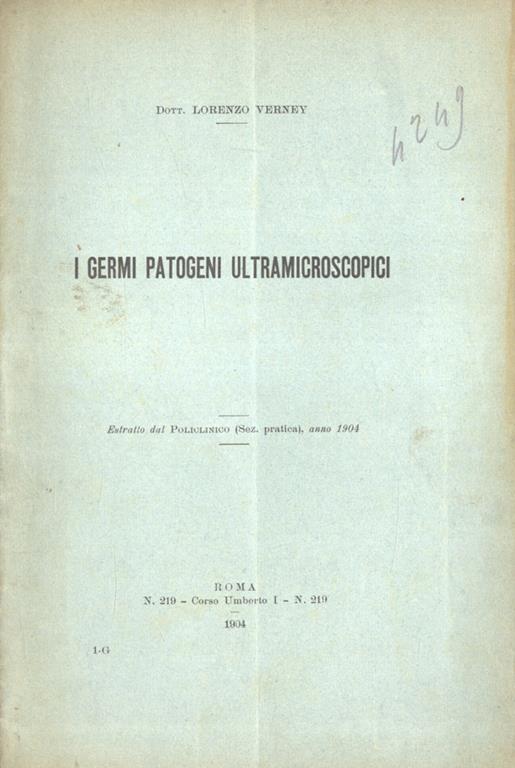 Dott. LORENZO VERNEY
4249
I GERMI PATOGENI ULTRAMICROSCOPICI
Estratto dal POLICLINICO (Sez. pratica), anno 1904
ROMA
N. 219 – Corso Umberto I – N. 219
1904
1-G